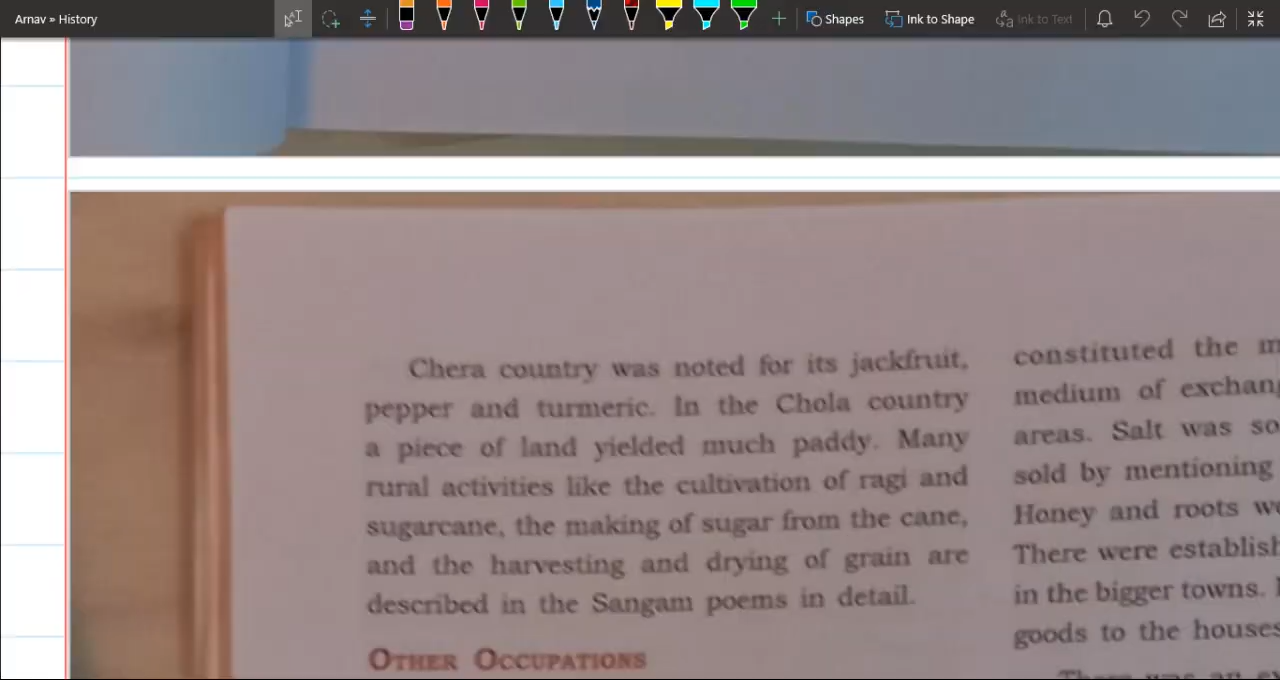 Arnav » History
Shapes
Ink to Shape
Ink to Text
Chera country was noted for its jackfruit,
pepper and turmeric. In the Chola country
a piece of land yielded much paddy. Many
rural activities like the cultivation of ragi and
sugarcane, the making of sugar from the cane,
and the harvesting and drying of grain are
described in the Sangam poems in detail.
OTHER OCCUPATIONS
constituted the
medium of
areas. Salt was
sold by mentioning
Honey and roots
There were
in the bigger towns.
goods to the houses